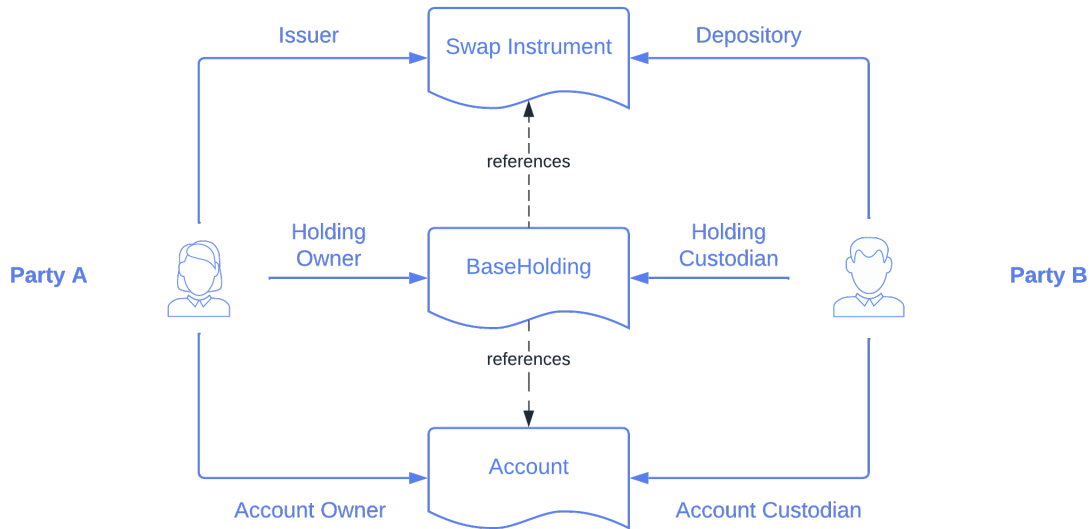 Issuer
Swap Instrument
Depository
references
Holding
Owner
BaseHolding
Holding
Custodian
Party A
Party B
references
Account
Account Owner
Account Custodian